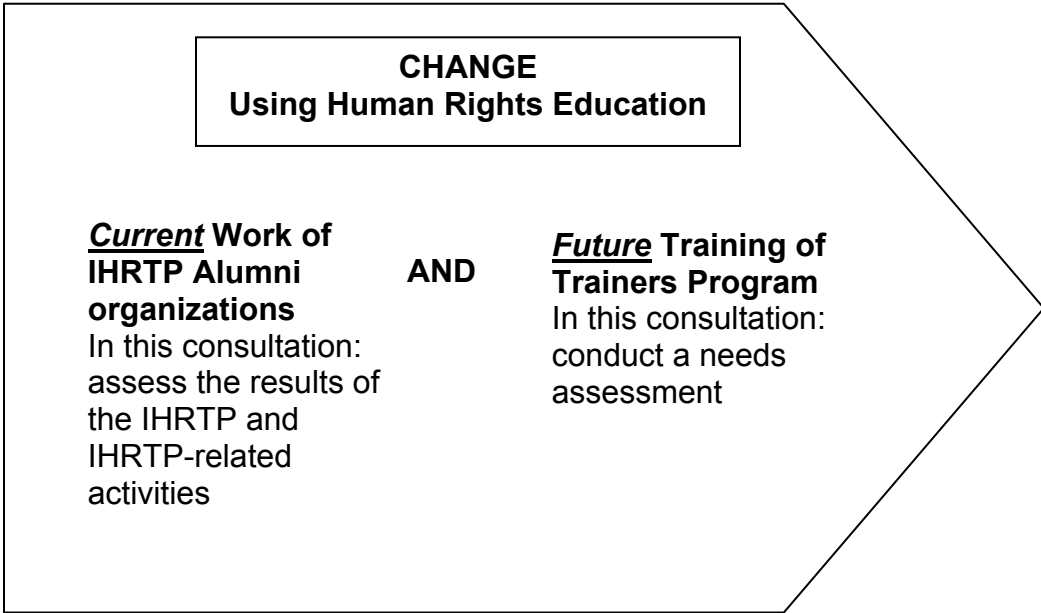 CHANGE
Using Human Rights Education
Current Work of
IHRTP Alumni
organizations
In this consultation:
assess the results of
the IHRTP and
IHRTP-related
activities
AND
Future Training of
Trainers Program
In this consultation:
conduct a needs
assessment